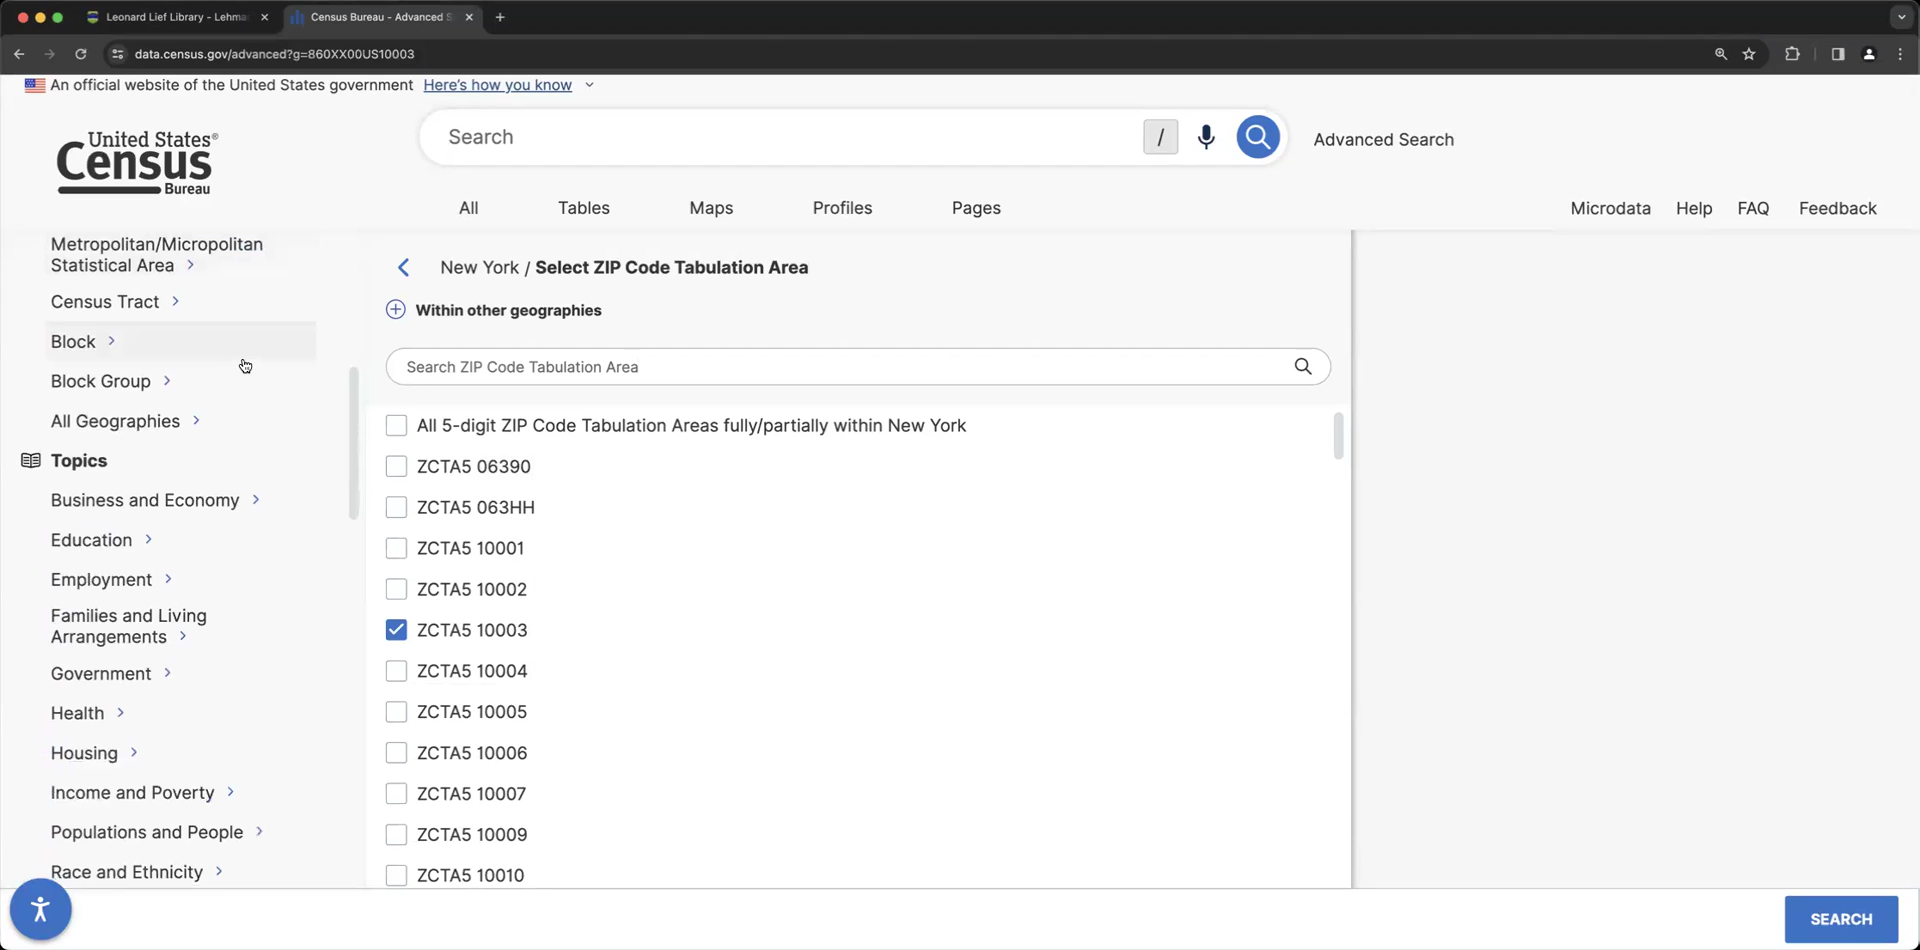 Leonard Lief Library - Lehma
Census Bureau - Advanced S
data.census.gov/advanced?g=860XX00US10003
An official website of the United States government Here's how you know
United States®
Census
Bureau
Search
/
Advanced Search
All Tables Maps Profiles Pages
Microdata Help FAQ Feedback
Metropolitan/Micropolitan
Statistical Area
Census Tract
Block
Block Group
All Geographies
Topics
Business and Economy
Education
Employment
Families and Living
Arrangements
Government
Health
Housing
Income and Poverty
Populations and People
Race and Ethnicity
New York / Select ZIP Code Tabulation Area
Within other geographies
Search ZIP Code Tabulation Area
All 5-digit ZIP Code Tabulation Areas fully/partially within New York
ZCTA5 06390
ZCTA5 063HH
ZCTA5 10001
ZCTA5 10002
ZCTA5 10003
ZCTA5 10004
ZCTA5 10005
ZCTA5 10006
ZCTA5 10007
ZCTA5 10009
ZCTA5 10010
SEARCH